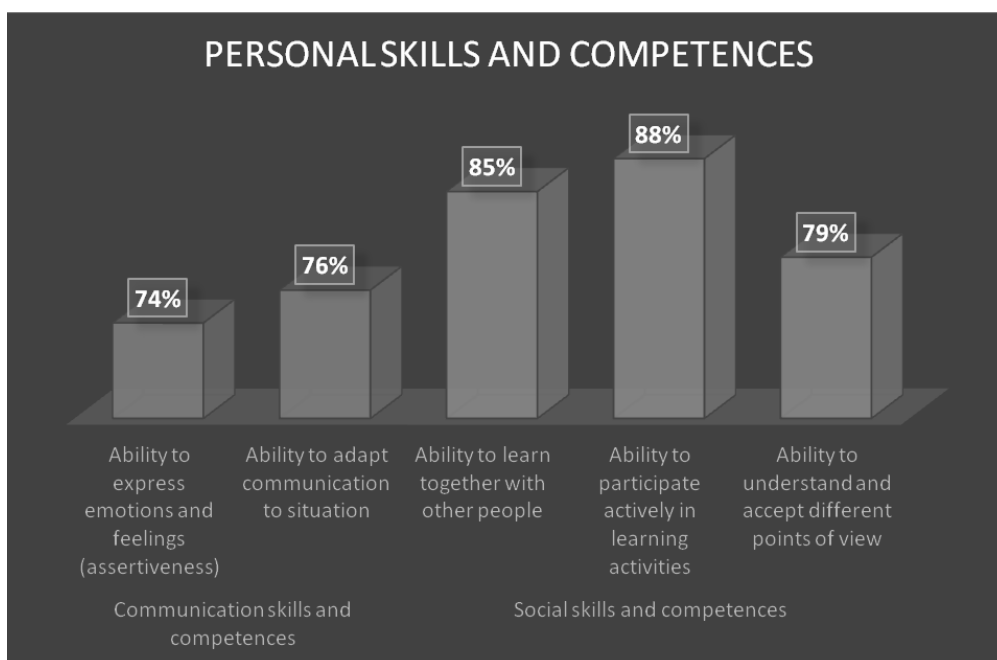 PERSONAL SKILLS AND COMPETENCES
74%
76%
85%
88%
79%
Ability to
express
emotions and
feelings
(assertiveness)
Ability to adapt
communication
to situation
Ability to learn
together with
other people
Ability to
participate
actively in
learning
activities
Ability to
understand and
accept different
points of view
Communication skills and
competences
Social skills and competences